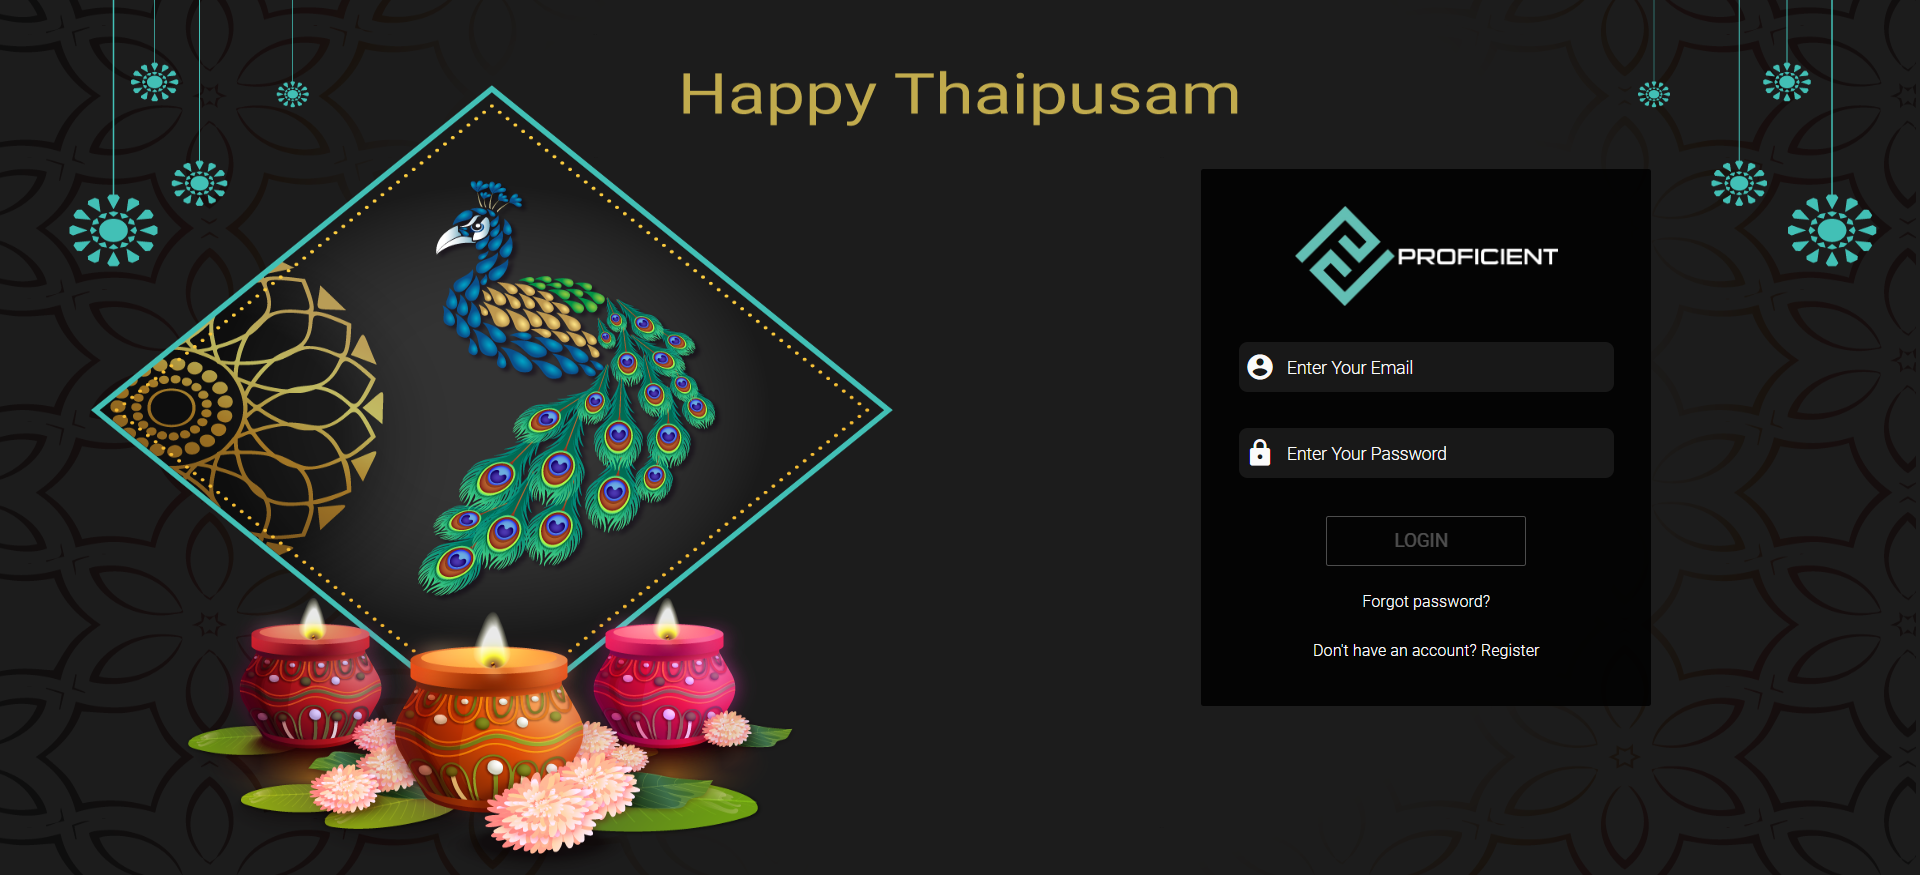 Happy Thaipusam
PROFICIENT
Enter Your Email
Enter Your Password
LOGIN
Forgot password?
Don't have an account? Register